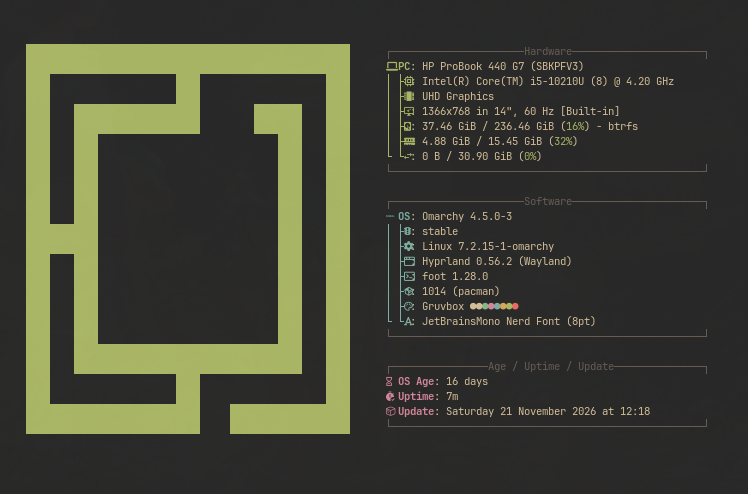 Hardware
PC: HP ProBook 440 G7 (SBKPFV3)
Intel(R) Core(TM) i5-10210U (8) @ 4.20 GHz
UHD Graphics
1366x768 in 14", 60 Hz [Built-in]
: 37.46 GiB / 236.46 GiB (16%) - btrfs
: 4.88 GiB / 15.45 GiB (32%)
: 0 B / 30.90 GiB (0%)
Software
OS: Omarchy 4.5.0-3
: stable
Linux 7.2.15-1-omarchy
Hyprland 0.56.2 (Wayland)
foot 1.28.0
: 1014 (pacman)
: Gruvbox
: JetBrainsMono Nerd Font (8pt)
Age / Uptime / Update
OS Age: 16 days
Uptime: 7m
Update: Saturday 21 November 2026 at 12:18